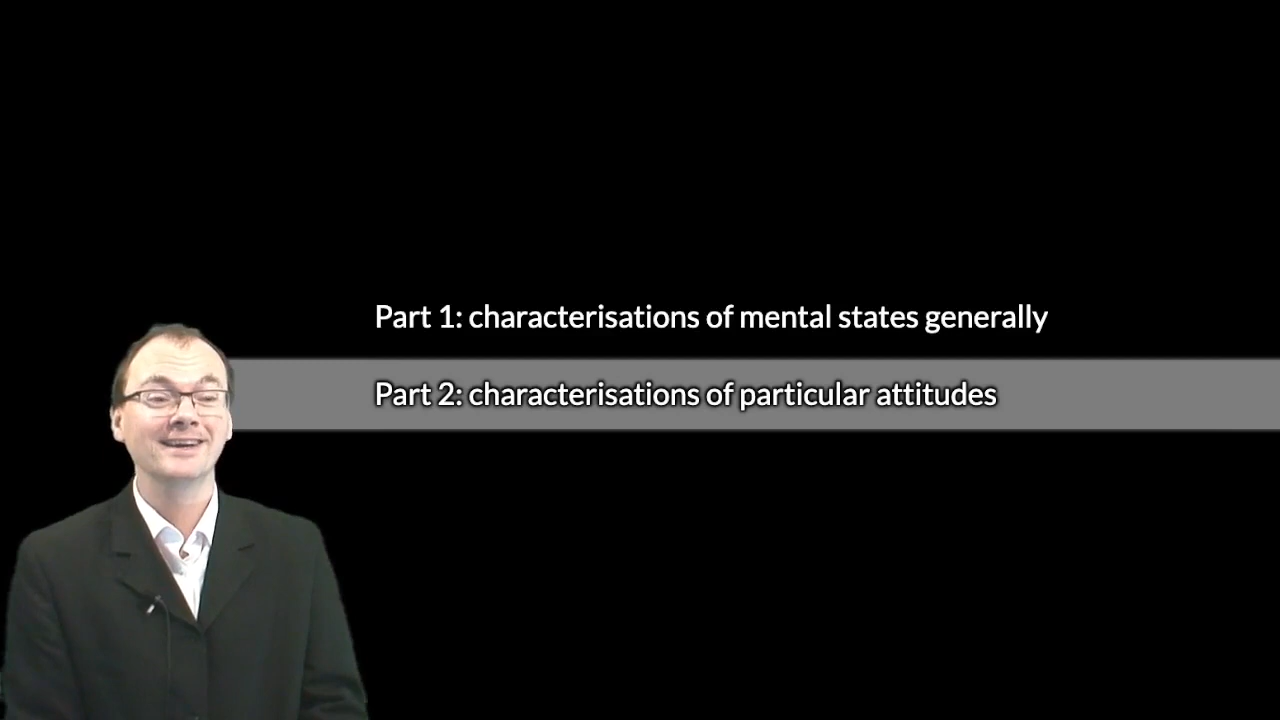 Part 1: characterisations of mental states generally
Part 2: characterisations of particular attitudes